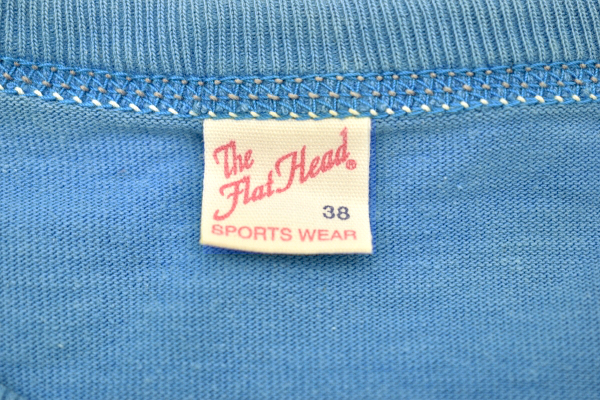 The
Flat Head®
38
SPORTS WEAR